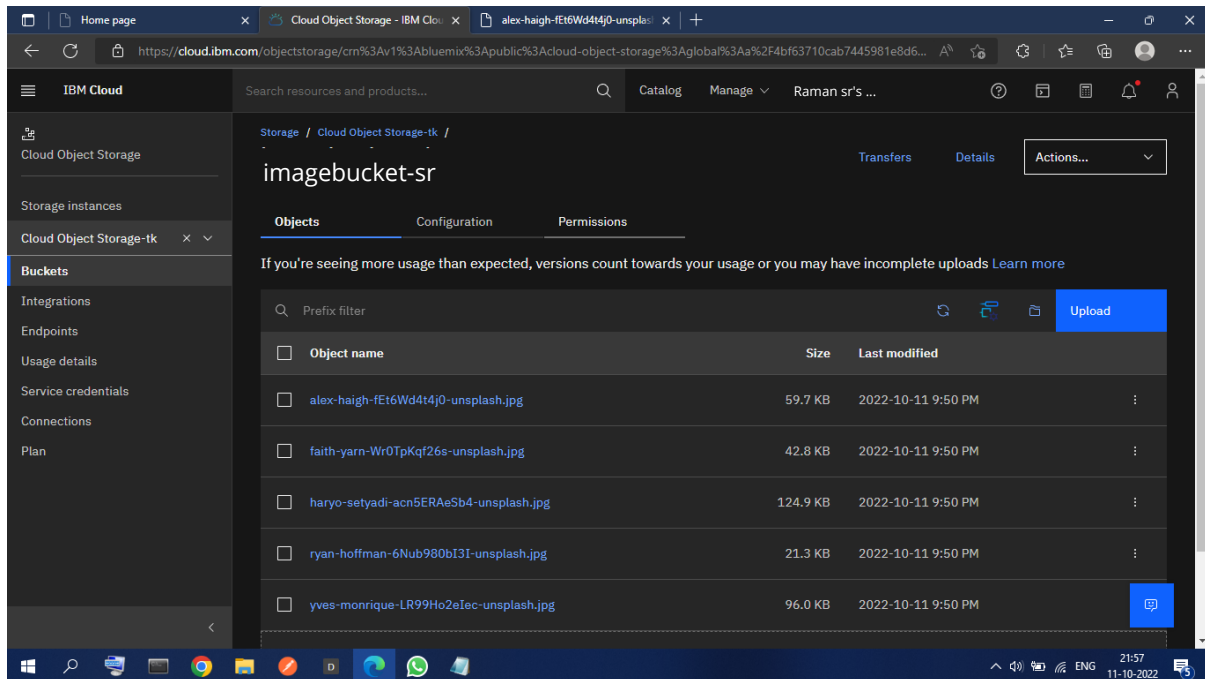 Home page
Cloud Object Storage - IBM Clou
alex-haigh-fEt6Wd4t4j0-unsplas
https://cloud.ibm.com/objectstorage/crn%3Av1%3Abluemix%3Apublic%3Acloud-object-storage%3Aglobal%3Aa%2F4bf63710cab7445981e8d6...
IBM Cloud
Search resources and products...
Catalog
Manage
Raman sr's ...
Cloud Object Storage
Storage instances
Cloud Object Storage-tk
Buckets
Integrations
Endpoints
Usage details
Service credentials
Connections
Plan
Storage / Cloud Object Storage-tk /
imagebucket-sr
Transfers
Details
Actions...
Objects
Configuration
Permissions
If you're seeing more usage than expected, versions count towards your usage or you may have incomplete uploads Learn more
Prefix filter
Upload
Object name Size Last modified
alex-haigh-fEt6Wd4t4j0-unsplash.jpg 59.7 KB 2022-10-11 9:50 PM
faith-yarn-Wr0TpKqf26s-unsplash.jpg 42.8 KB 2022-10-11 9:50 PM
haryo-setyadi-acn5ERAeSb4-unsplash.jpg 124.9 KB 2022-10-11 9:50 PM
ryan-hoffman-6Nub980bI3I-unsplash.jpg 21.3 KB 2022-10-11 9:50 PM
yves-monrique-LR99Ho2eIec-unsplash.jpg 96.0 KB 2022-10-11 9:50 PM
D
ENG
21:57
11-10-2022
5